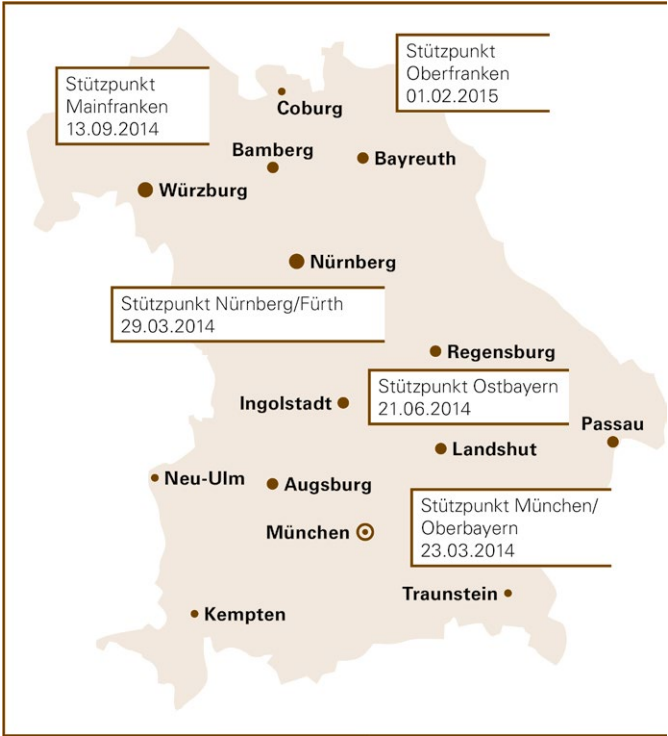 Stützpunkt
Mainfranken
13.09.2014
Stützpunkt
Oberfranken
01.02.2015
Coburg
Bamberg
Bayreuth
Würzburg
Nürnberg
Stützpunkt Nürnberg/Fürth
29.03.2014
Regensburg
Ingolstadt
Stützpunkt Ostbayern
21.06.2014
Passau
Landshut
Neu-Ulm
Augsburg
München
Stützpunkt München/
Oberbayern
23.03.2014
Traunstein
Kempten